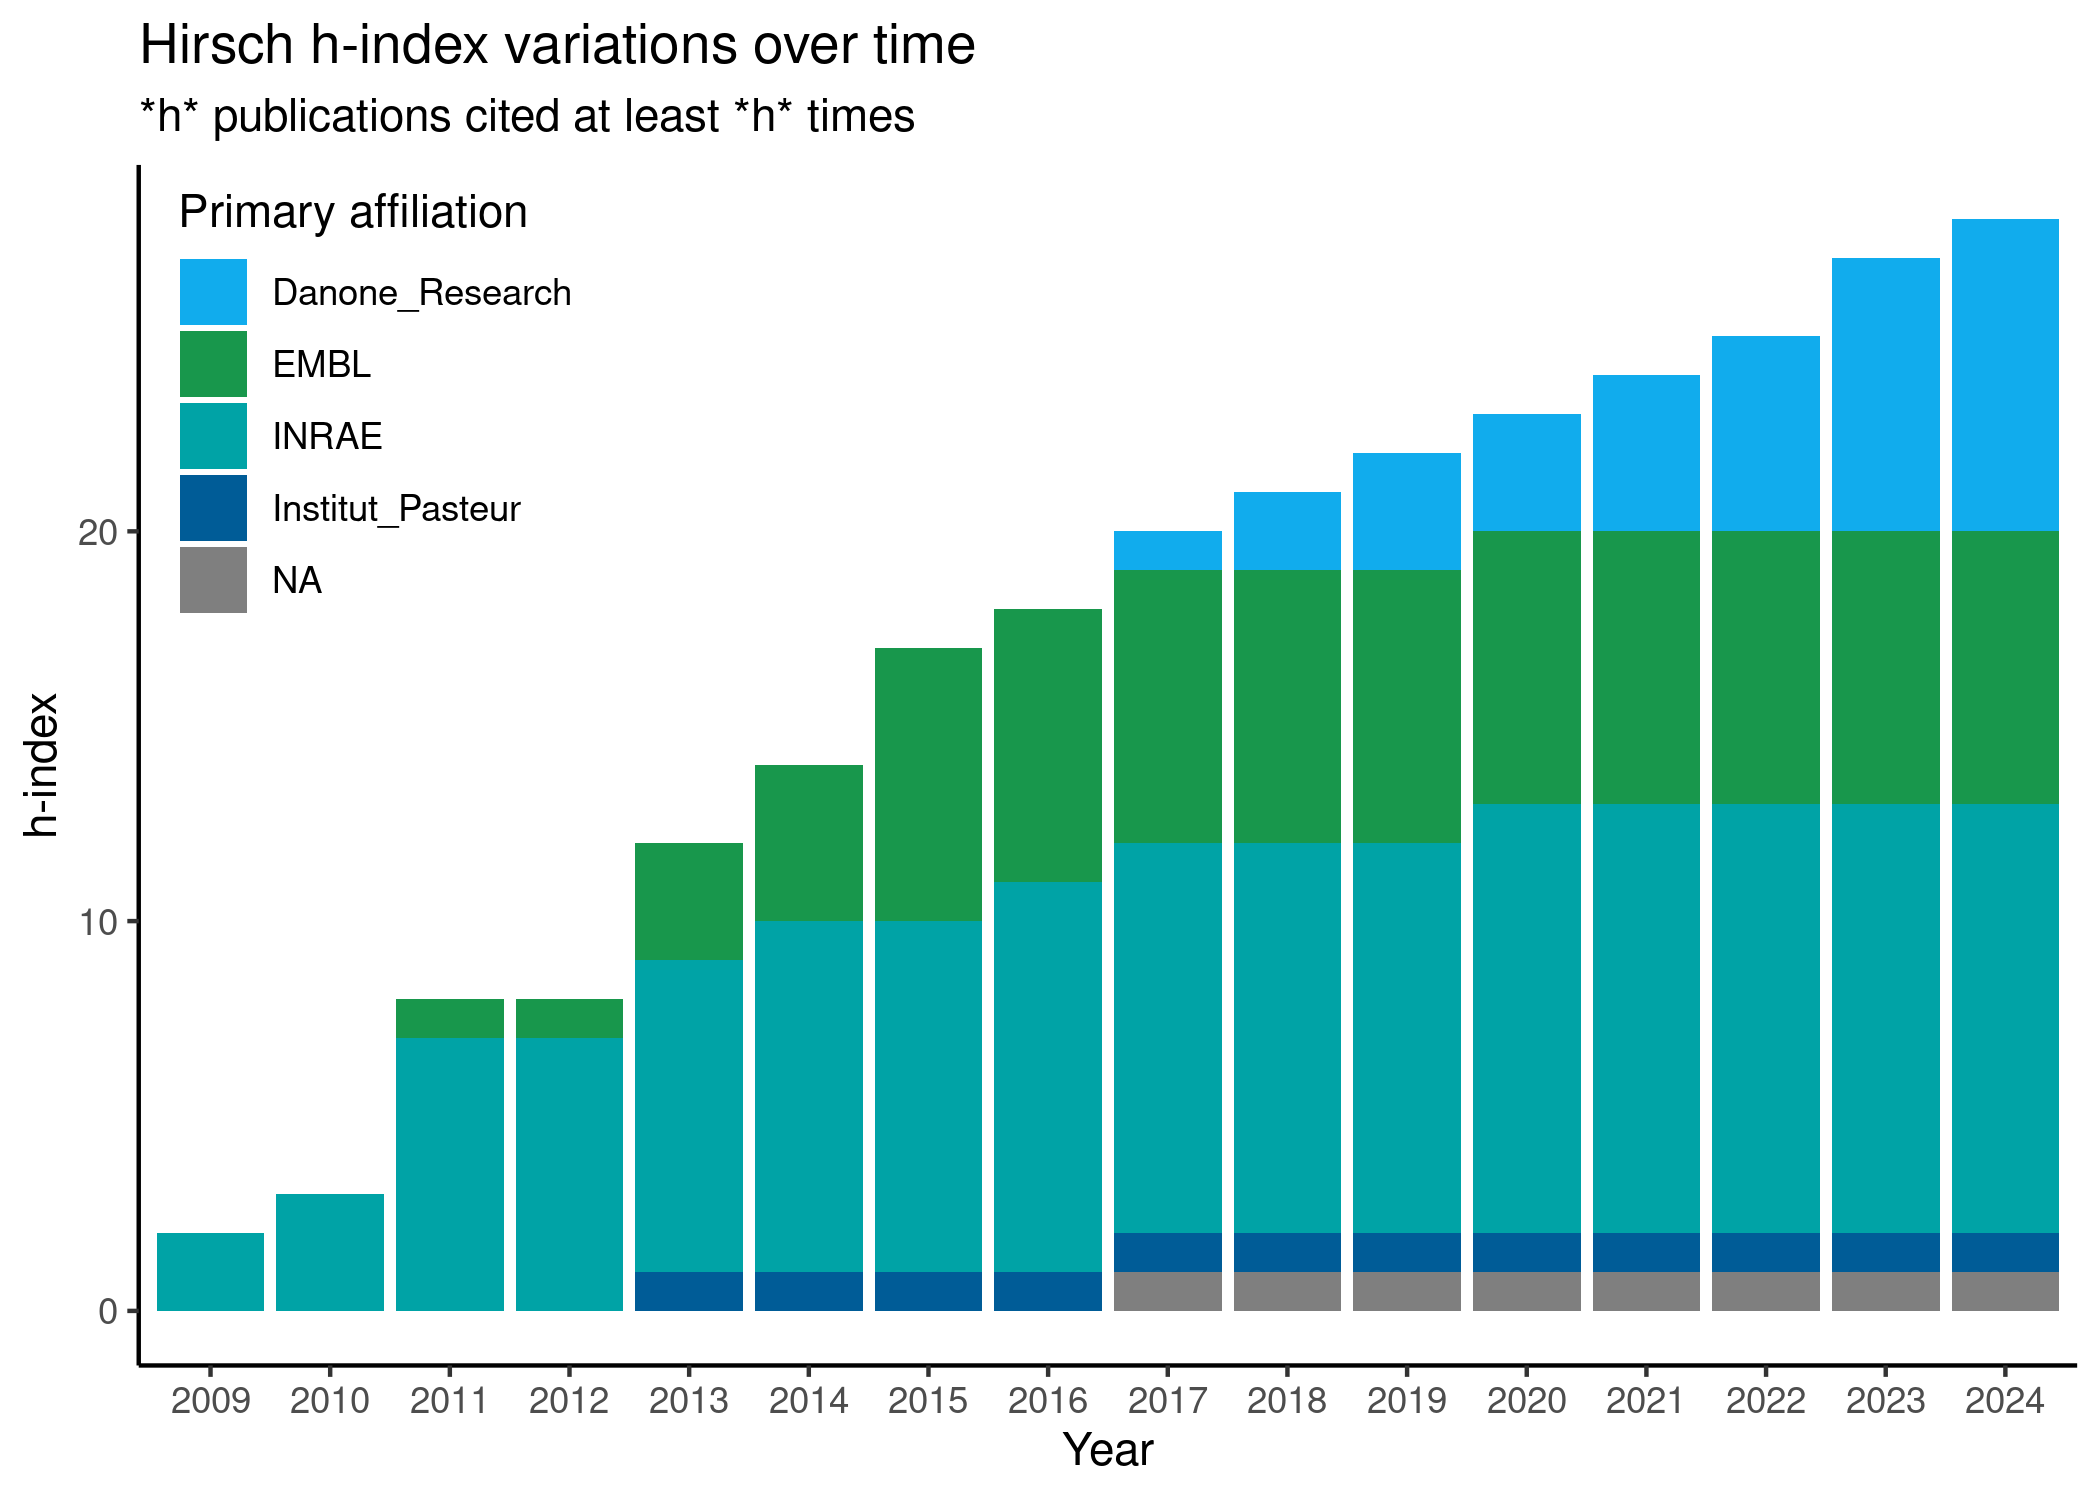 Hirsch h-index variations over time
*h* publications cited at least *h* times
Primary affiliation
Danone_Research
EMBL
INRAE
Institut_Pasteur
NA
h-index
20
10
0
2009 2010 2011 2012 2013 2014 2015 2016 2017 2018 2019 2020 2021 2022 2023 2024
Year